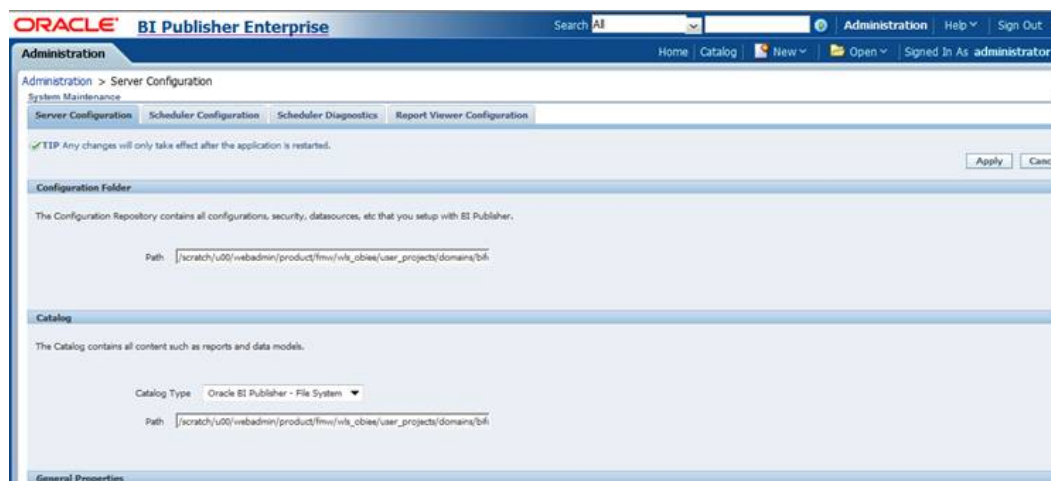 ORACLE BI Publisher Enterprise Search All Administration Help Sign Out
Administration Home Catalog New Open Signed In As administrator
Administration > Server Configuration
System Maintenance
Server Configuration Scheduler Configuration Scheduler Diagnostics Report Viewer Configuration
TIP Any changes will only take effect after the application is restarted.
Apply Canc
Configuration Folder
The Configuration Repository contains all configurations, security, datasources, etc that you setup with BI Publisher.
Path /scratch/u00/webadmin/product/fmw/wls_obiee/user_projects/domains/bifo
Catalog
The Catalog contains all content such as reports and data models.
Catalog Type Oracle BI Publisher - File System
Path /scratch/u00/webadmin/product/fmw/wls_obiee/user_projects/domains/bifo
General Properties